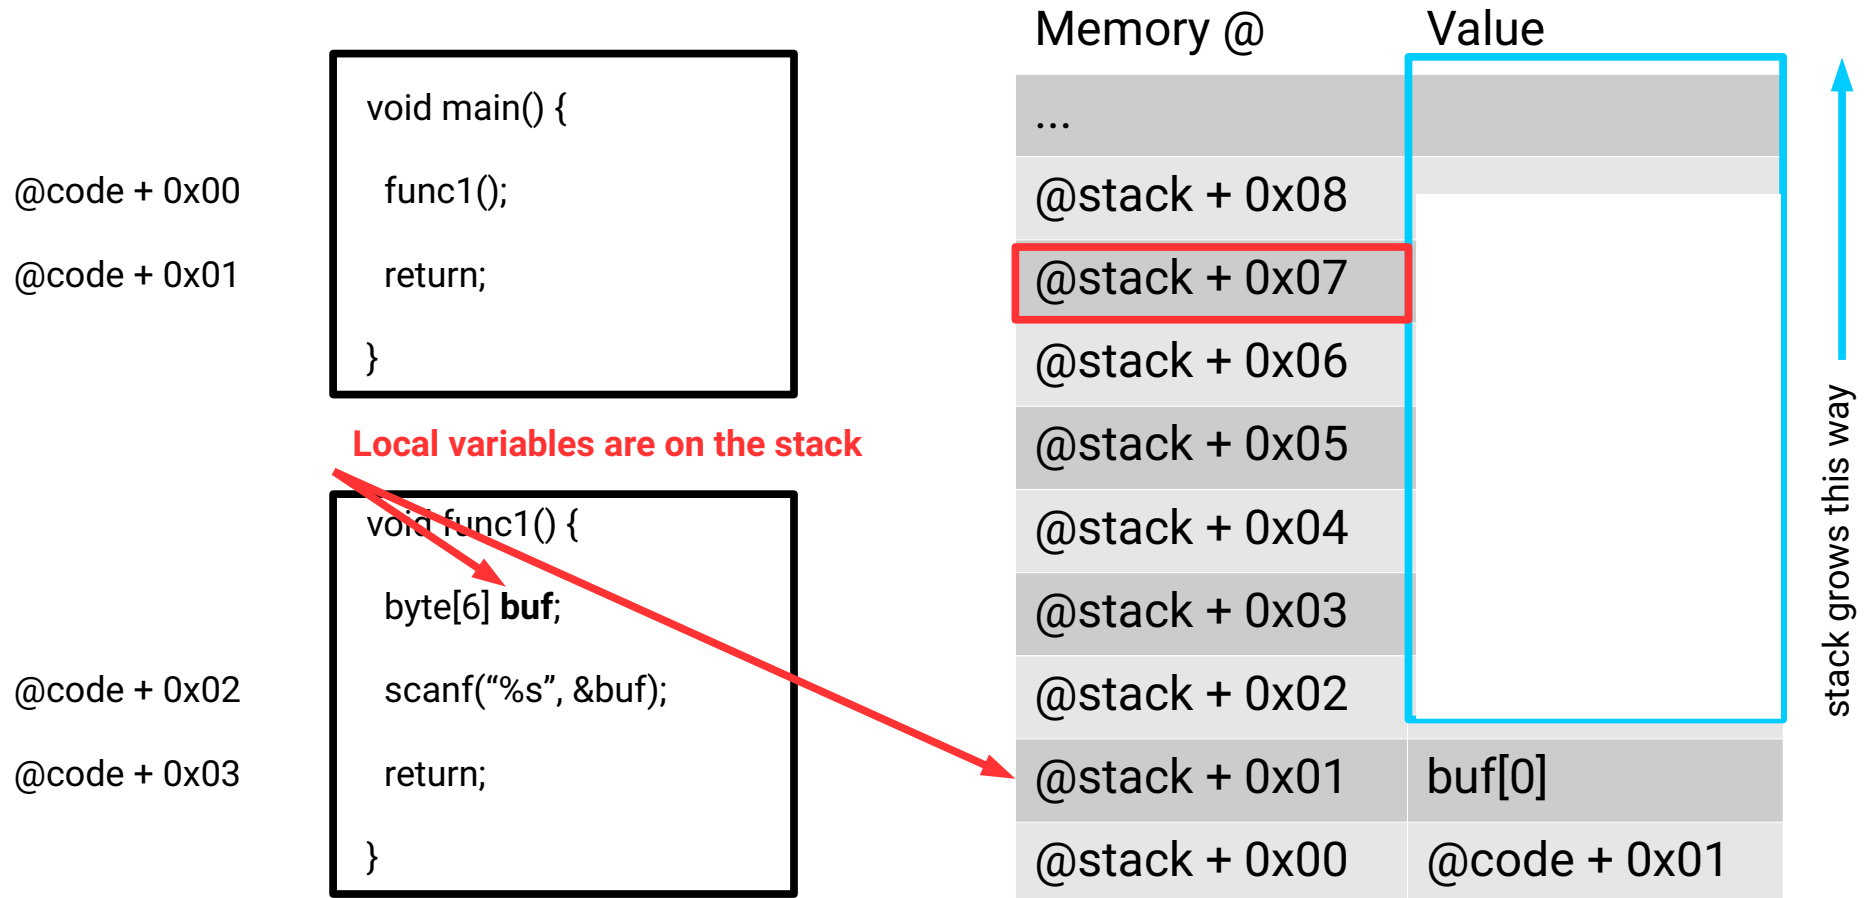 Memory @ Value
void main() {
...
@code + 0x00 func1(); @stack + 0x08
@code + 0x01 return; @stack + 0x07
} @stack + 0x06
Local variables are on the stack @stack + 0x05
void func1() { @stack + 0x04
byte[6] buf; @stack + 0x03
@code + 0x02 scanf(“%s”, &buf); @stack + 0x02
@code + 0x03 return; @stack + 0x01 buf[0]
} @stack + 0x00 @code + 0x01
stack grows this way